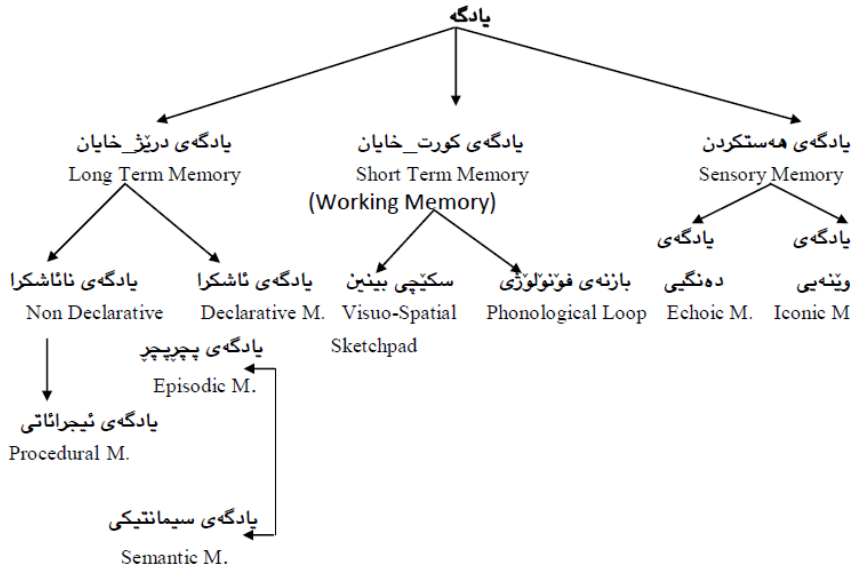 یادگە
یادگەی هەستکردن
Sensory Memory
یادگەی کورت_خایان
Short Term Memory
(Working Memory)
یادگەی درێژ_خایان
Long Term Memory
یادگەی
وێنەیی
Iconic M
یادگەی
دەنگیی
Echoic M.
بازنەی فۆنۆلۆژی
Phonological Loop
سکێچی بینین
Visuo-Spatial
Sketchpad
یادگەی ئاشکرا
Declarative M.
یادگەی نائاشکرا
Non Declarative
یادگەی پچڕپچڕ
Episodic M.
یادگەی ئیجرائاتی
Procedural M.
یادگەی سیمانتیکی
Semantic M.